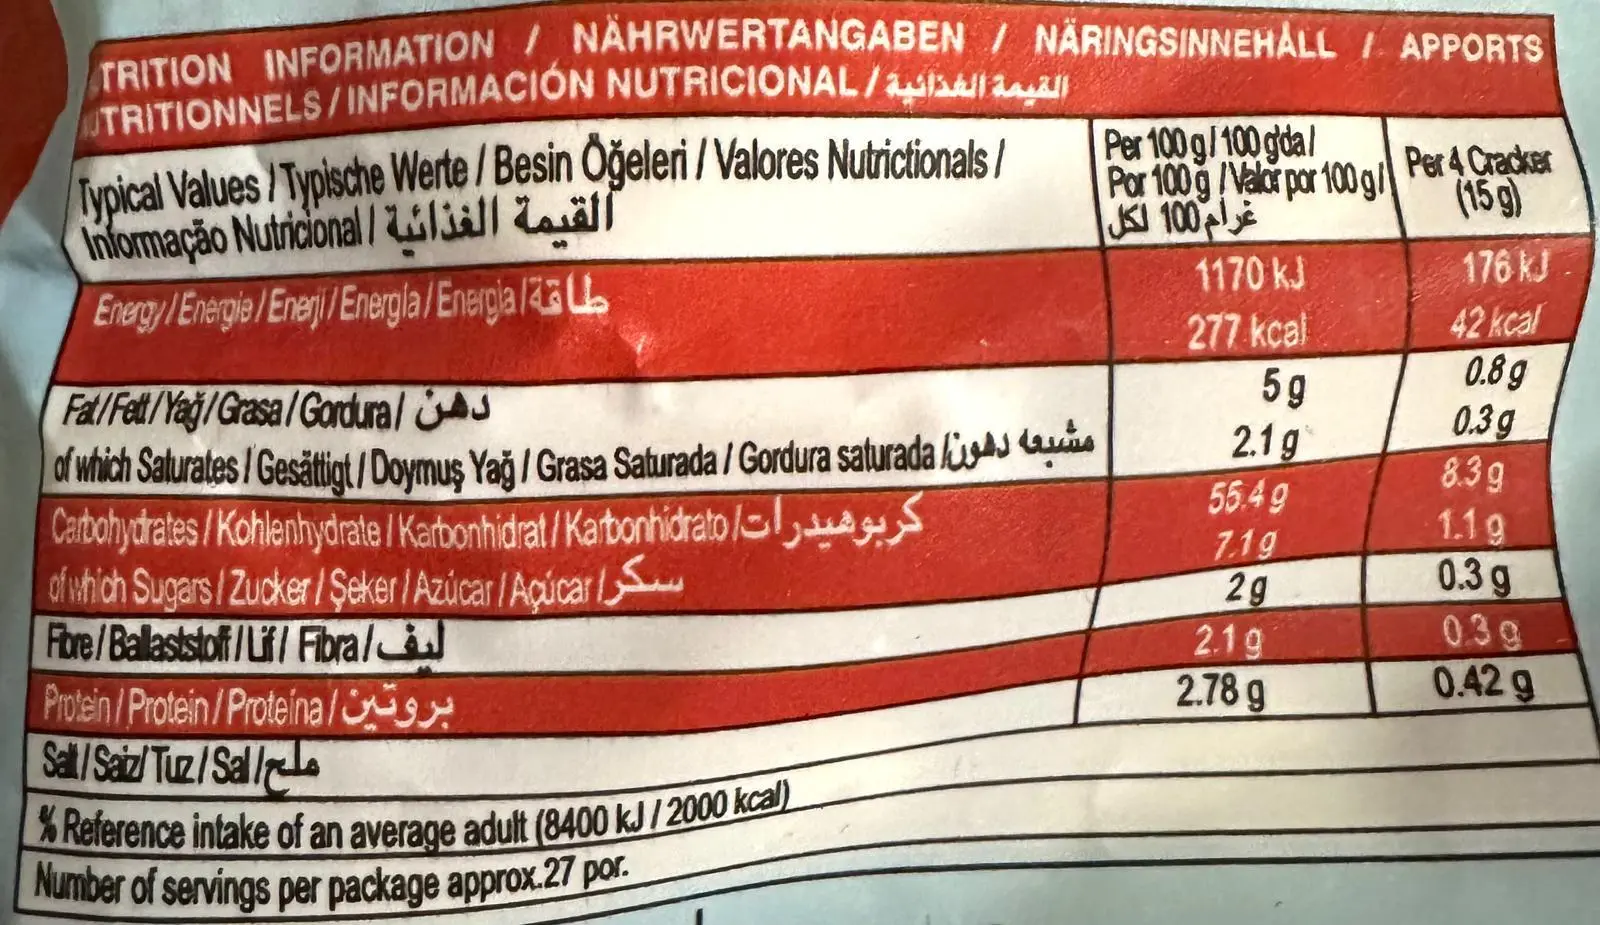 TRITION INFORMATION / NÄHRWERTANGABEN / NÄRINGSINNEHÅLL / APPORTS
UTRITIONNELS / INFORMACIÓN NUTRICIONAL / القيمة الغذائية
Typical Values / Typische Werte / Besin Öğeleri / Valores Nutrictionals /
Informação Nutricional / القيمة الغذائية
Per 100 g / 100 g'da /
Por 100 g / Valor por 100 g /
لكل 100 غرام
Per 4 Cracker
(15 g)
Energy / Energie / Enerji / Energla / Energia / طاقة
1170 kJ
176 kJ
277 kcal
42 kcal
Fat / Fett / Yağ / Grasa / Gordura / دهن
5 g
0.8 g
of which Saturates / Gesättigt / Doymuş Yağ / Grasa Saturada / Gordura saturada / مشبعه دهون
2.1 g
0.3 g
Carbohydrates / Kohlenhydrate / Karbonhidrat / Karbonhidrato / كربوهيدرات
55.4 g
8.3 g
of which Sugars / Zucker / Şeker / Azúcar / Açúcar / سكر
7.1 g
1.1 g
Fibre / Ballaststoff / Lif / Fibra / ليف
2 g
0.3 g
Protein / Protein / Proteína / بروتين
2.1 g
0.3 g
Salt / Salz / Tuz / Sal / ملح
2.78 g
0.42 g
% Reference intake of an average adult (8400 kJ / 2000 kcal)
Number of servings per package approx.27 por.